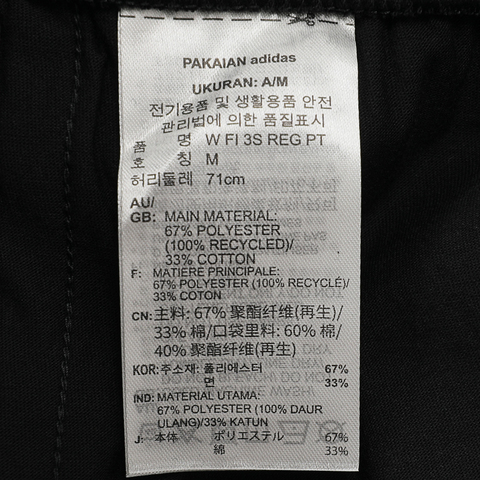 PAKAIAN adidas
UKURAN: A/M
전기용품 및 생활용품 안전
관리법에 의한 품질표시
품 명 W FI 3S REG PT
호 칭 M
허리둘레 71cm
AU/
GB: MAIN MATERIAL:
67% POLYESTER
(100% RECYCLED)/
33% COTTON
F: MATIERE PRINCIPALE:
67% POLYESTER (100% RECYCLÉ)/
33% COTON
CN: 主料: 67% 聚酯纤维(再生)/
33% 棉/口袋里料: 60% 棉/
40% 聚酯纤维(再生)
KOR: 주소재: 폴리에스터 67%
면 33%
IND: MATERIAL UTAMA:
67% POLYESTER (100% DAUR
ULANG)/33% KATUN
J: 本体 ポリエステル 67%
綿 33%